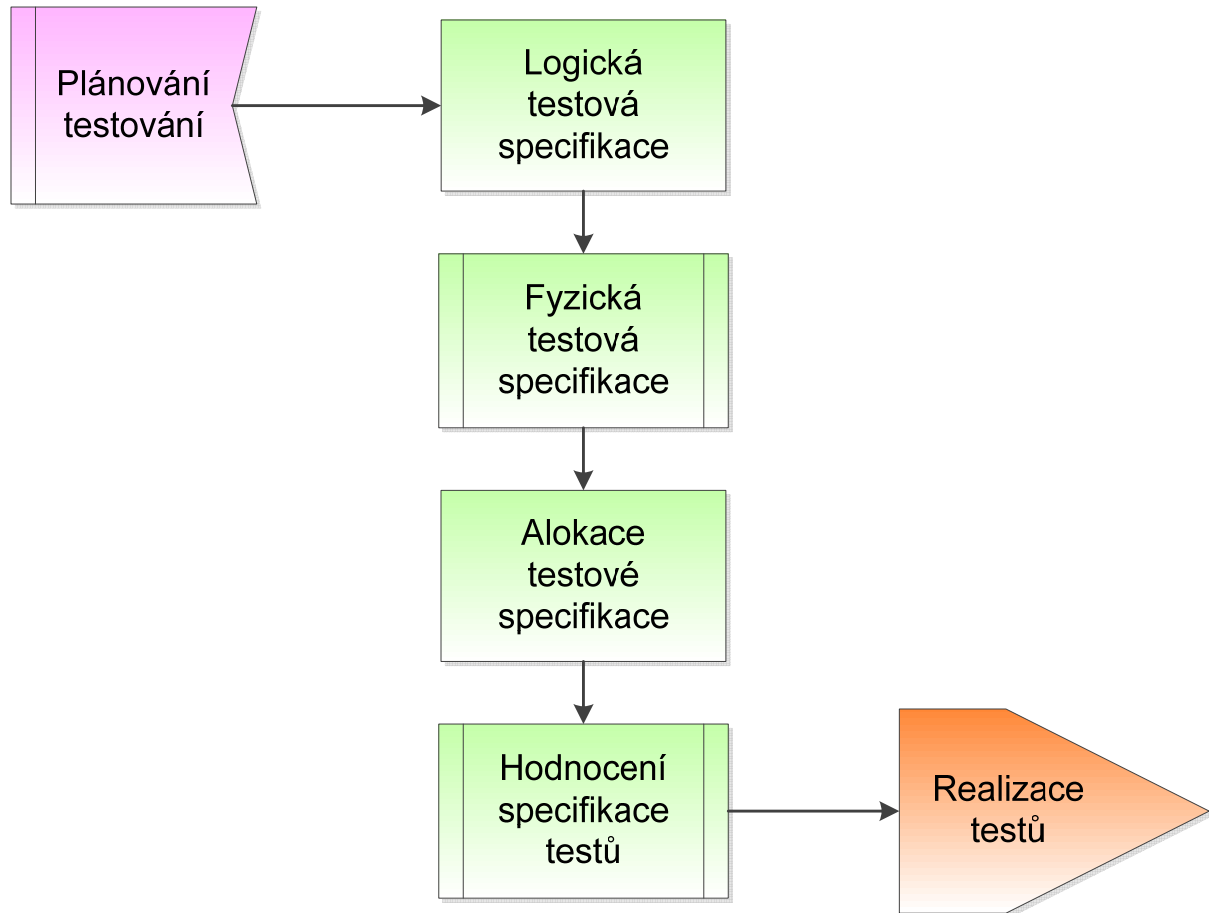 Plánování
testování
Logická
testová
specifikace
Fyzická
testová
specifikace
Alokace
testové
specifikace
Hodnocení
specifikace
testů
Realizace
testů